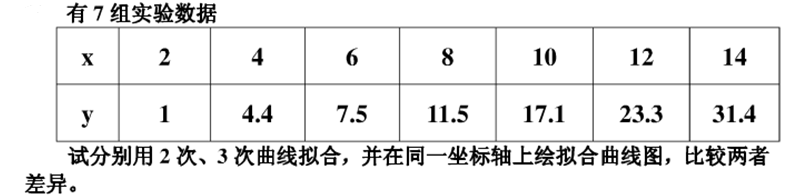 有 7 组实验数据
x 2 4 6 8 10 12 14
y 1 4.4 7.5 11.5 17.1 23.3 31.4
试分别用 2 次、3 次曲线拟合，并在同一坐标轴上绘拟合曲线图，比较两者
差异。